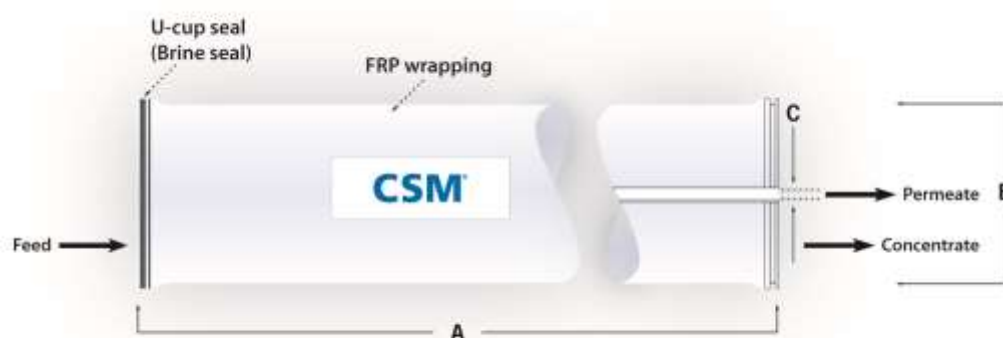 U-cup seal
(Brine seal)
FRP wrapping
C
CSM
Permeate
Feed
Concentrate
A